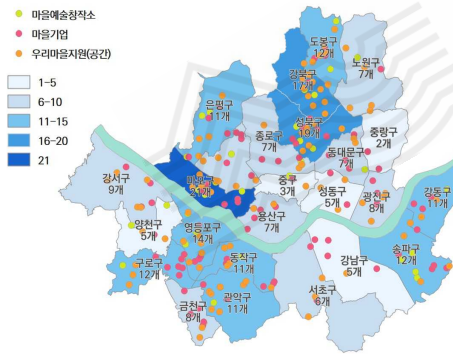 마을예술창작소
마을기업
우리마을지원(공간)
1-5
6-10
11-15
16-20
21
도봉구
12개
노원구
7개
강북구
17개
은평구
11개
성북구
19개
종로구
7개
중랑구
2개
동대문구
7개
마포구
21개
중구
3개
성동구
5개
광진구
8개
강동구
11개
강서구
9개
용산구
7개
양천구
5개
영등포구
14개
동작구
11개
송파구
12개
구로구
12개
강남구
5개
서초구
6개
금천구
8개
관악구
11개